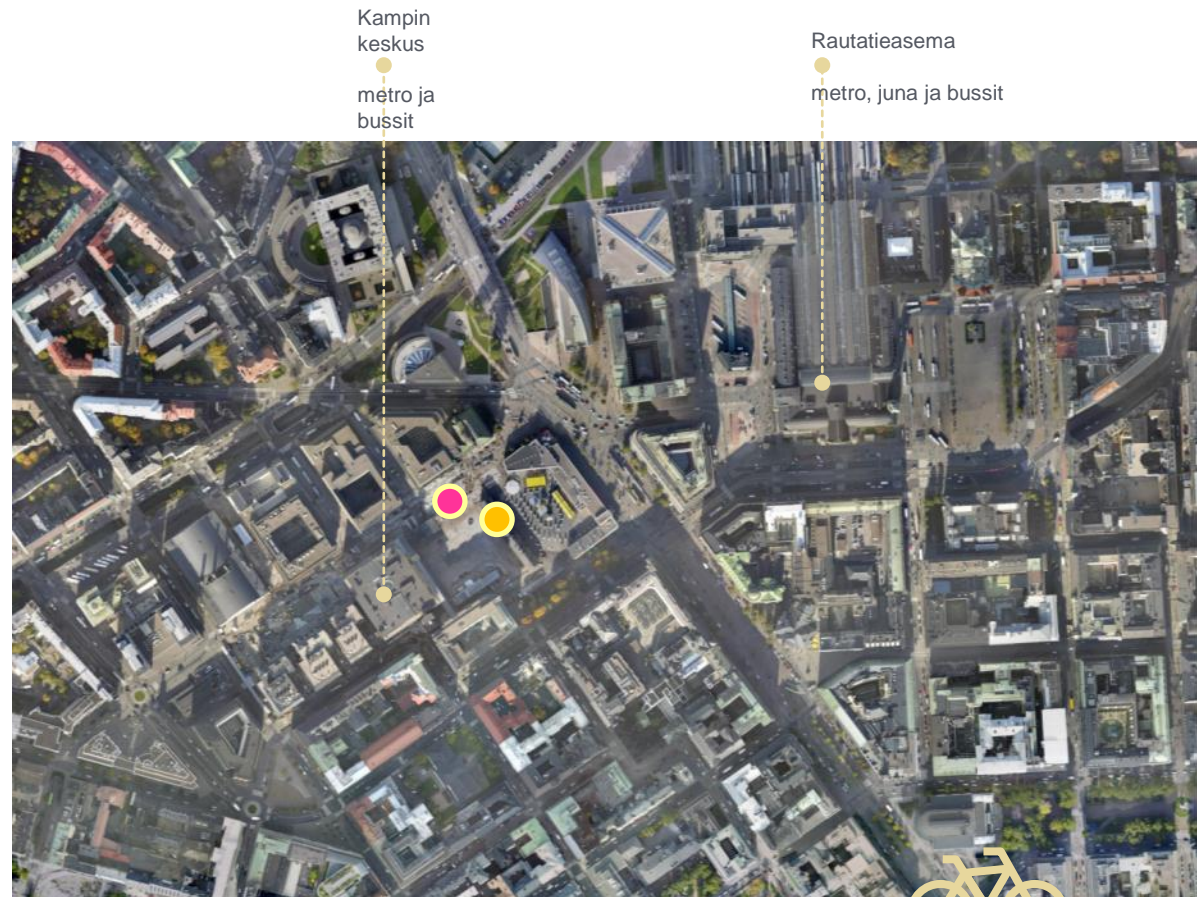 Kampin
keskus
metro ja
bussit
Rautatieasema
metro, juna ja bussit